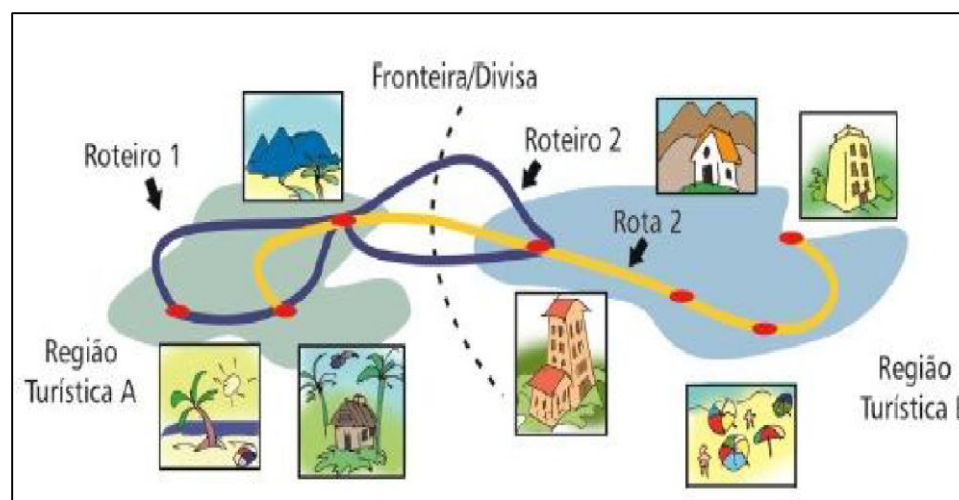 Fronteira/Divisa
Roteiro 1
Roteiro 2
Rota 2
Região
Turística A
Região
Turística